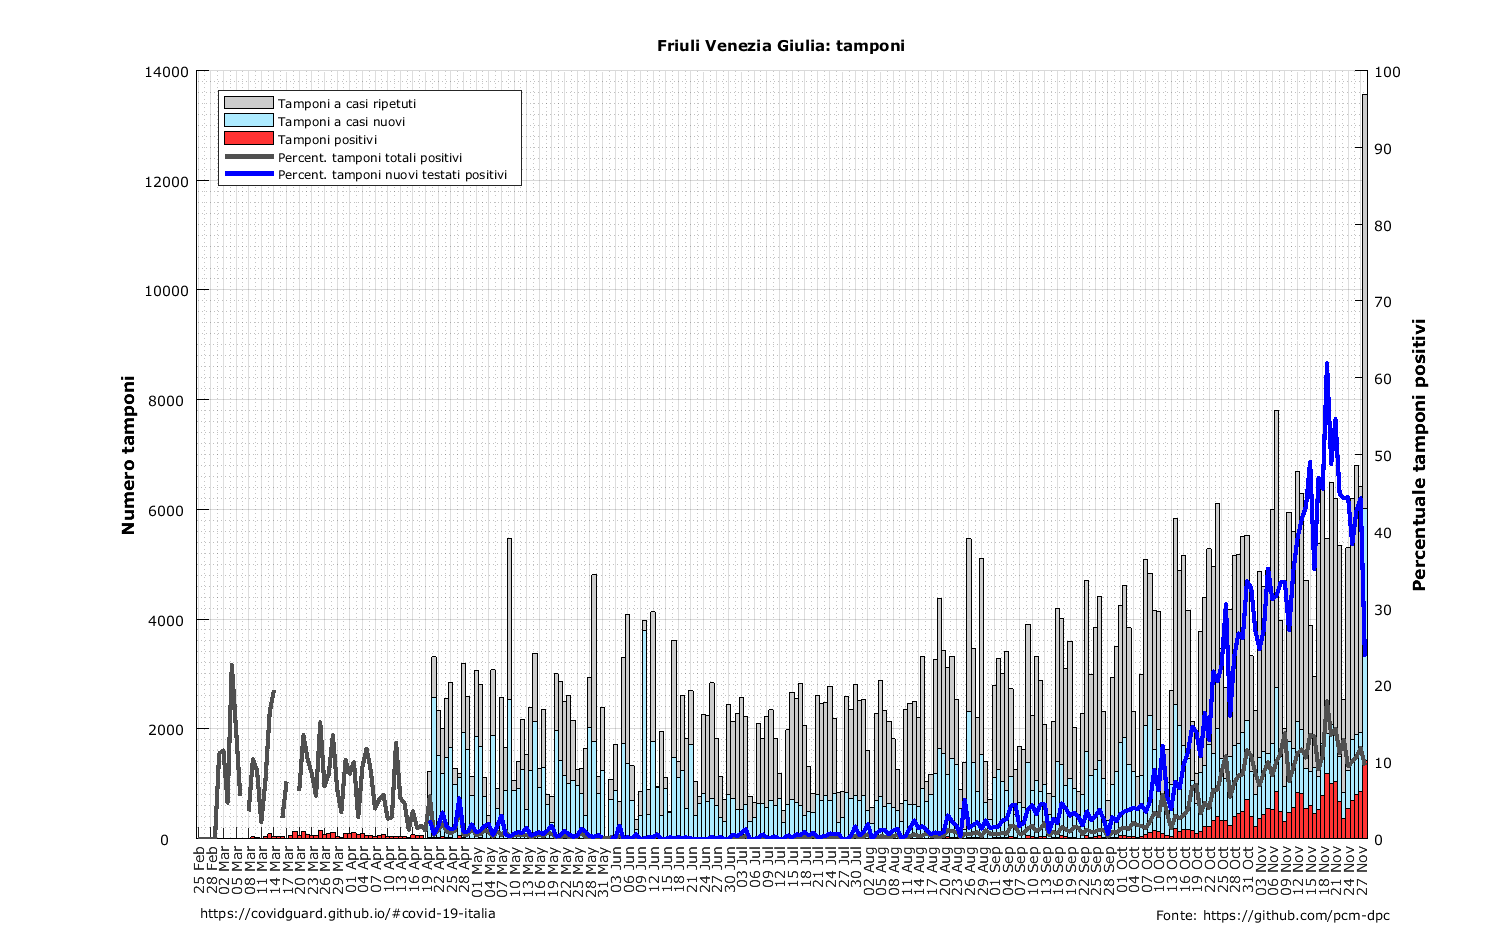 Friuli Venezia Giulia: tamponi
14000
12000
10000
8000
6000
4000
2000
0
Numero tamponi
Tamponi a casi ripetuti
Tamponi a casi nuovi
Tamponi positivi
Percent. tamponi totali positivi
Percent. tamponi nuovi testati positivi
100
90
80
70
60
50
40
30
20
10
0
Percentuale tamponi positivi
25 Feb
28 Feb
02 Mar
05 Mar
08 Mar
11 Mar
14 Mar
17 Mar
20 Mar
23 Mar
26 Mar
29 Mar
01 Apr
04 Apr
07 Apr
10 Apr
13 Apr
16 Apr
19 Apr
22 Apr
25 Apr
28 Apr
01 May
04 May
07 May
10 May
13 May
16 May
19 May
22 May
25 May
28 May
31 May
03 Jun
06 Jun
09 Jun
12 Jun
15 Jun
18 Jun
21 Jun
24 Jun
27 Jun
30 Jun
03 Jul
06 Jul
09 Jul
12 Jul
15 Jul
18 Jul
21 Jul
24 Jul
27 Jul
30 Jul
02 Aug
05 Aug
08 Aug
11 Aug
14 Aug
17 Aug
20 Aug
23 Aug
26 Aug
29 Aug
01 Sep
04 Sep
07 Sep
10 Sep
13 Sep
16 Sep
19 Sep
22 Sep
25 Sep
28 Sep
01 Oct
04 Oct
07 Oct
10 Oct
13 Oct
16 Oct
19 Oct
22 Oct
25 Oct
28 Oct
31 Oct
03 Nov
06 Nov
09 Nov
12 Nov
15 Nov
18 Nov
21 Nov
24 Nov
27 Nov
https://covidguard.github.io/#covid-19-italia
Fonte: https://github.com/pcm-dpc